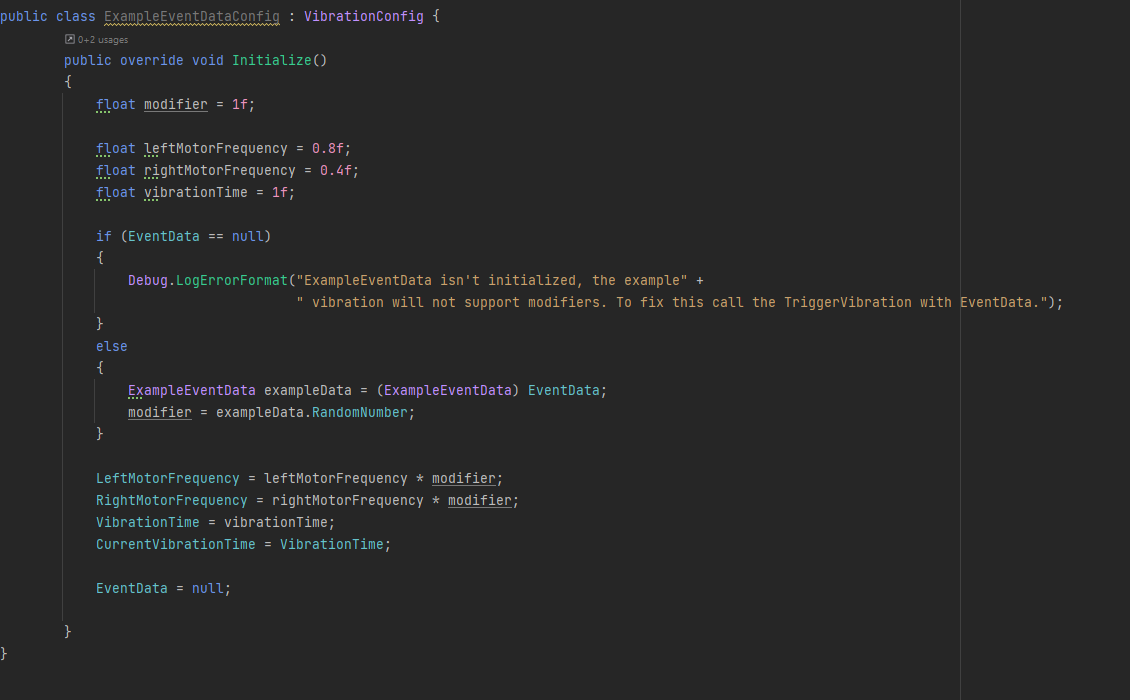 public class ExampleEventDataConfig : VibrationConfig {
0+2 usages
public override void Initialize()
{
float modifier = 1f;
float leftMotorFrequency = 0.8f;
float rightMotorFrequency = 0.4f;
float vibrationTime = 1f;
if (EventData == null)
{
Debug.LogErrorFormat("ExampleEventData isn't initialized, the example" +
" vibration will not support modifiers. To fix this call the TriggerVibration with EventData.");
}
else
{
ExampleEventData exampleData = (ExampleEventData) EventData;
modifier = exampleData.RandomNumber;
}
LeftMotorFrequency = leftMotorFrequency * modifier;
RightMotorFrequency = rightMotorFrequency * modifier;
VibrationTime = vibrationTime;
CurrentVibrationTime = VibrationTime;
EventData = null;
}
}